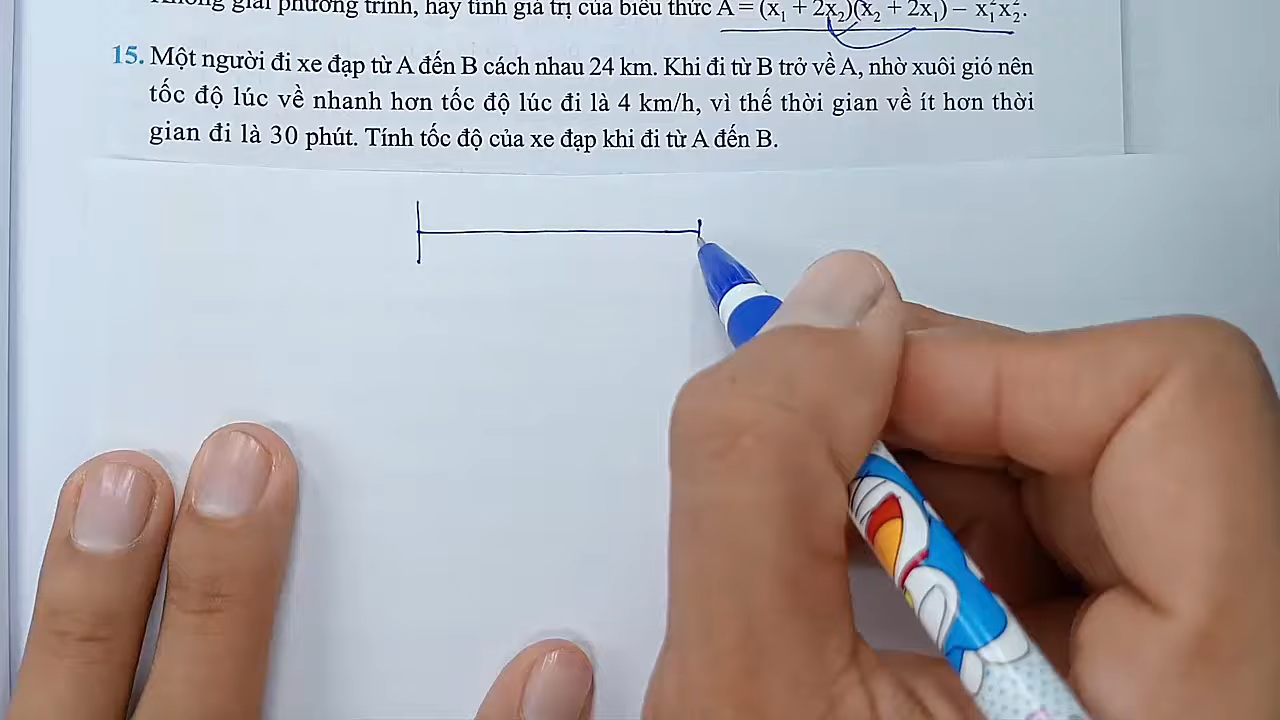 Không giải phương trình, hãy tính giá trị của biểu thức A = (x₁ + 2x₂)(x₂ + 2x₁) – x₁²x₂².
15. Một người đi xe đạp từ A đến B cách nhau 24 km. Khi đi từ B trở về A, nhờ xuôi gió nên
tốc độ lúc về nhanh hơn tốc độ lúc đi là 4 km/h, vì thế thời gian về ít hơn thời
gian đi là 30 phút. Tính tốc độ của xe đạp khi đi từ A đến B.